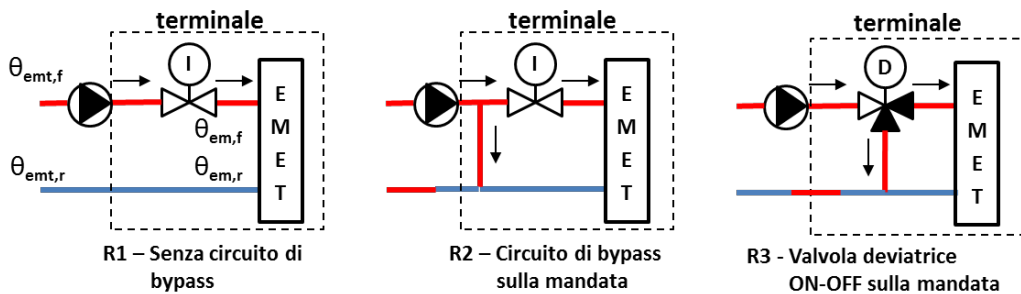 terminale
θemt,f
I
E
M
E
T
θem,f
θemt,r
θem,r
R1 – Senza circuito di
bypass
terminale
I
E
M
E
T
R2 – Circuito di bypass
sulla mandata
terminale
D
E
M
E
T
R3 - Valvola deviatrice
ON-OFF sulla mandata